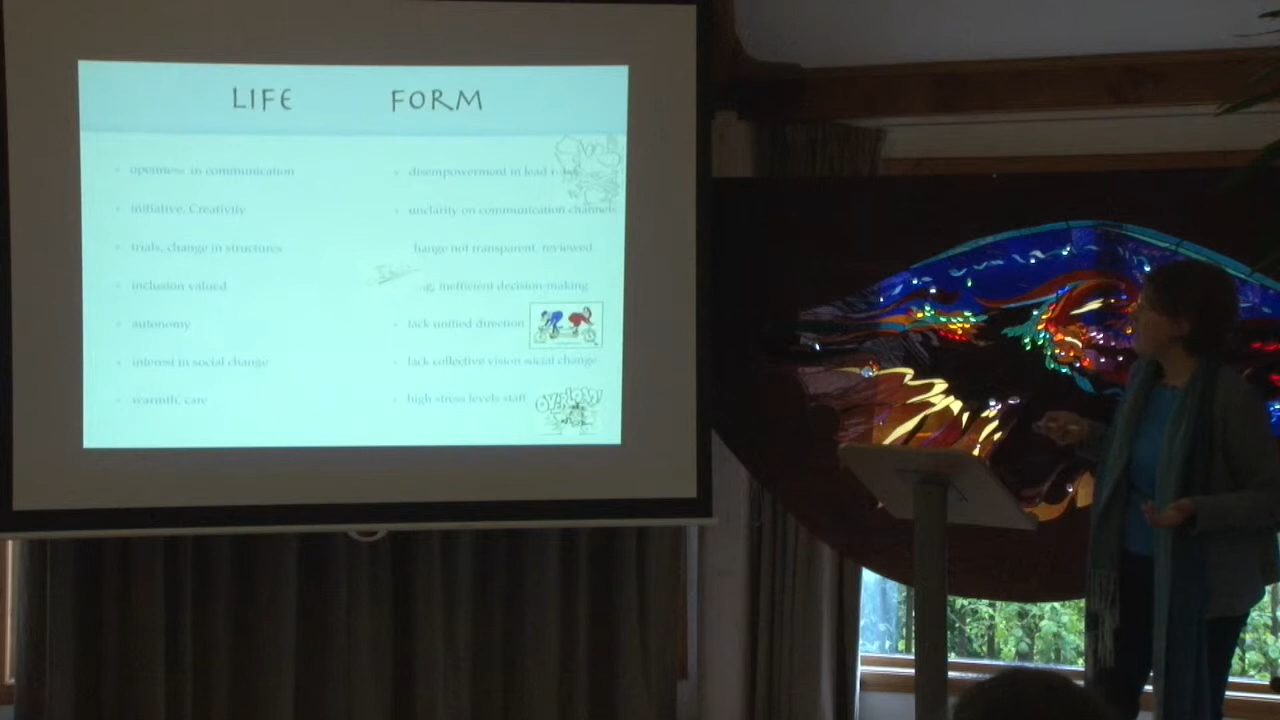 LIFE FORM
openness in communication
disempowerment in lead
initiative, Creativity
unclarity on communication channels
trials, change in structures
hange not transparent, reviewed
inclusion valued
inefficient decision-making
autonomy
lack unified direction
interest in social change
lack collective vision social change
warmth, care
high stress levels staff
OVERLOAD!